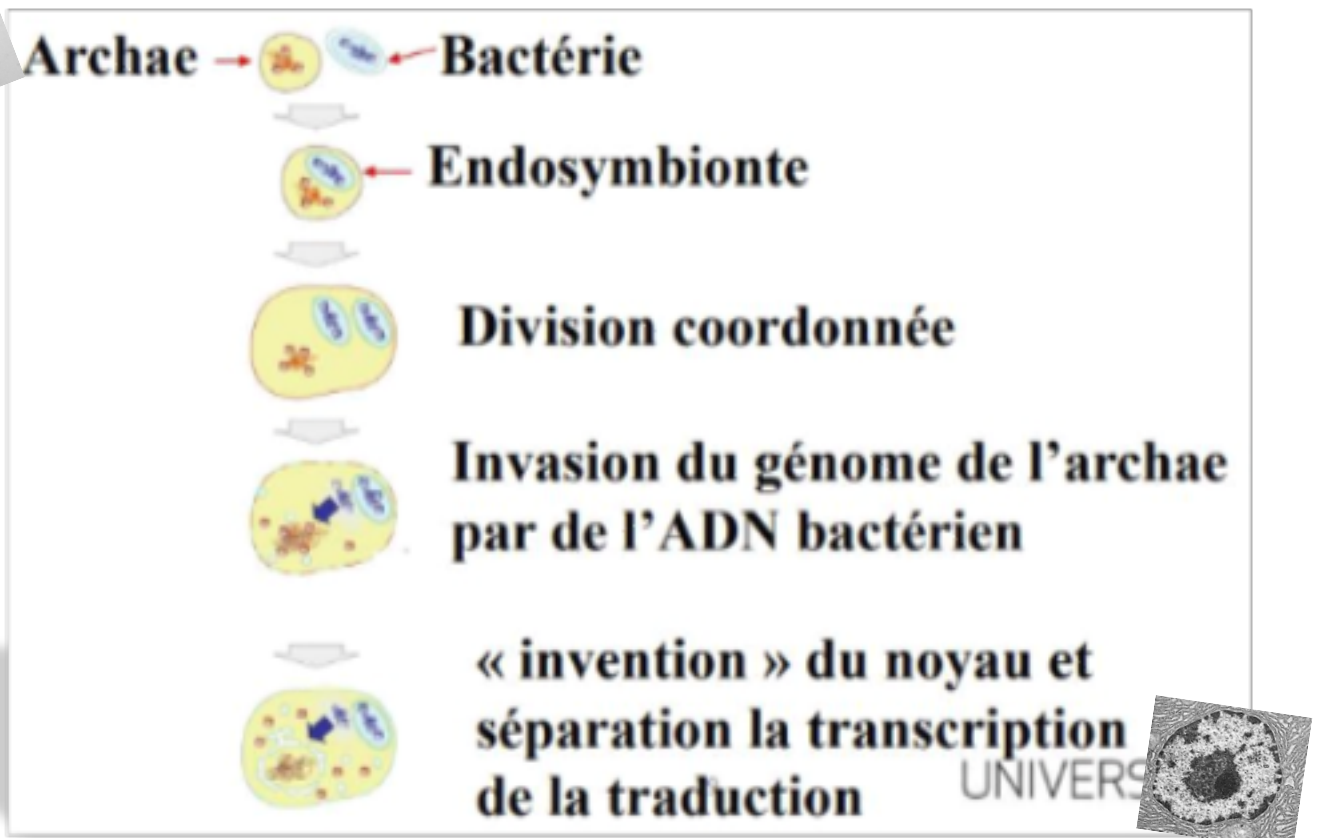 Archae
Bactérie
Endosymbionte
Division coordonnée
Invasion du génome de l’archae
par de l’ADN bactérien
« invention » du noyau et
séparation la transcription
de la traduction
UNIVERS